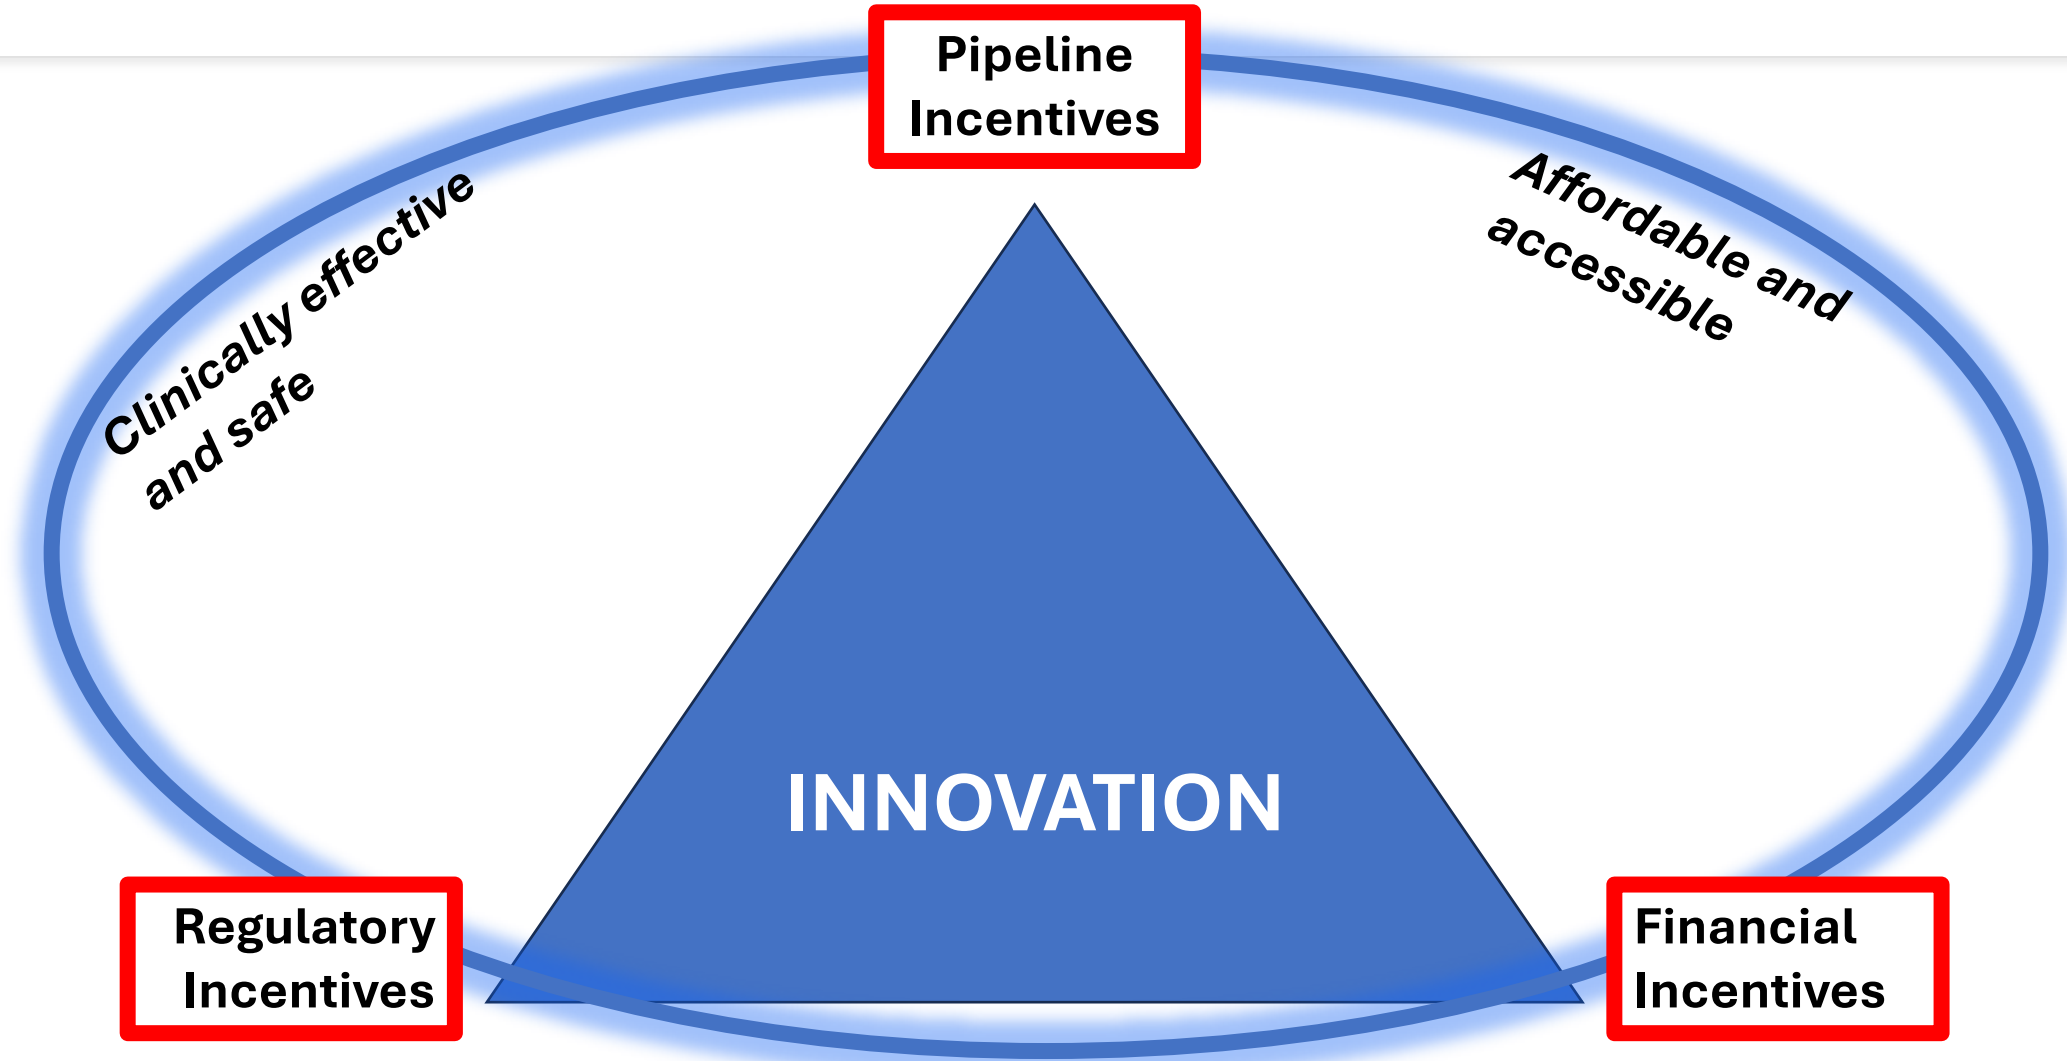 Pipeline
Incentives
Clinically effective
and safe
Affordable and
accessible
INNOVATION
Regulatory
Incentives
Financial
Incentives